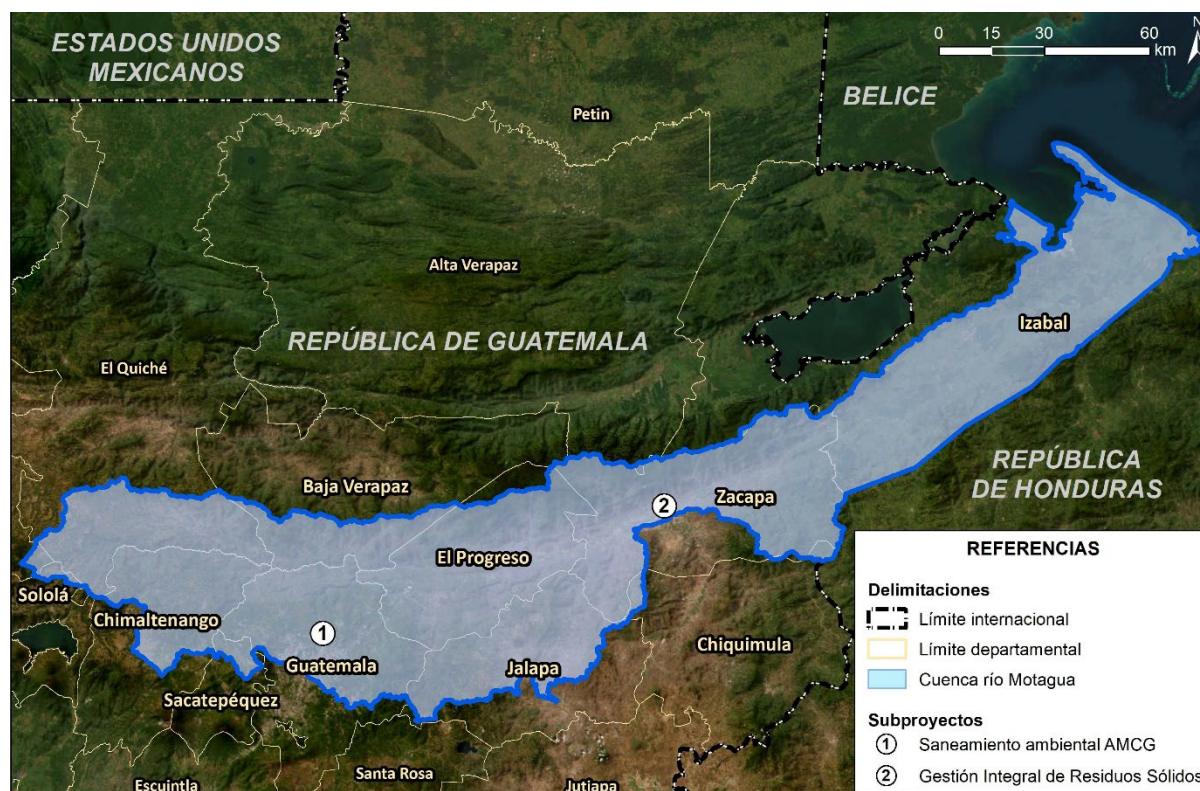 ESTADOS UNIDOS
MEXICANOS
N
0 15 30 60
km
BELICE
Petin
Alta Verapaz
REPÚBLICA DE GUATEMALA
Izabal
El Quiché
REPÚBLICA
DE HONDURAS
Baja Verapaz
2
Zacapa
El Progreso
Sololá
Chimaltenango
1
Guatemala
Jalapa
Chiquimula
Sacatepéquez
Escuintla
Santa Rosa
Jutiapa
REFERENCIAS
Delimitaciones
Límite internacional
Límite departamental
Cuenca río Motagua
Subproyectos
1 Saneamiento ambiental AMCG
2 Gestión Integral de Residuos Sólidos